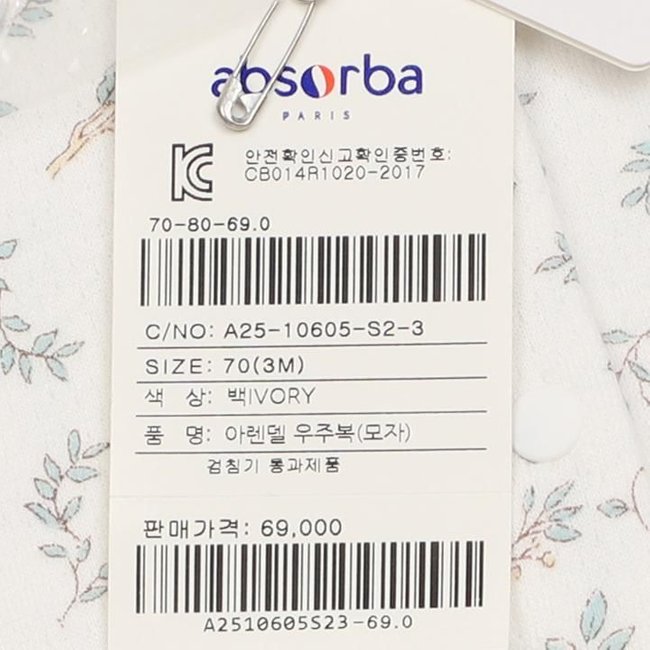 absorba
PARIS
안전확인신고확인증번호:
CB014R1020-2017
70-80-69.0
C/NO: A25-10605-S2-3
SIZE: 70(3M)
색 상: 백IVORY
품 명: 아렌델 우주복(모자)
검침기 통과제품
판매가격: 69,000
A2510605S23-69.0